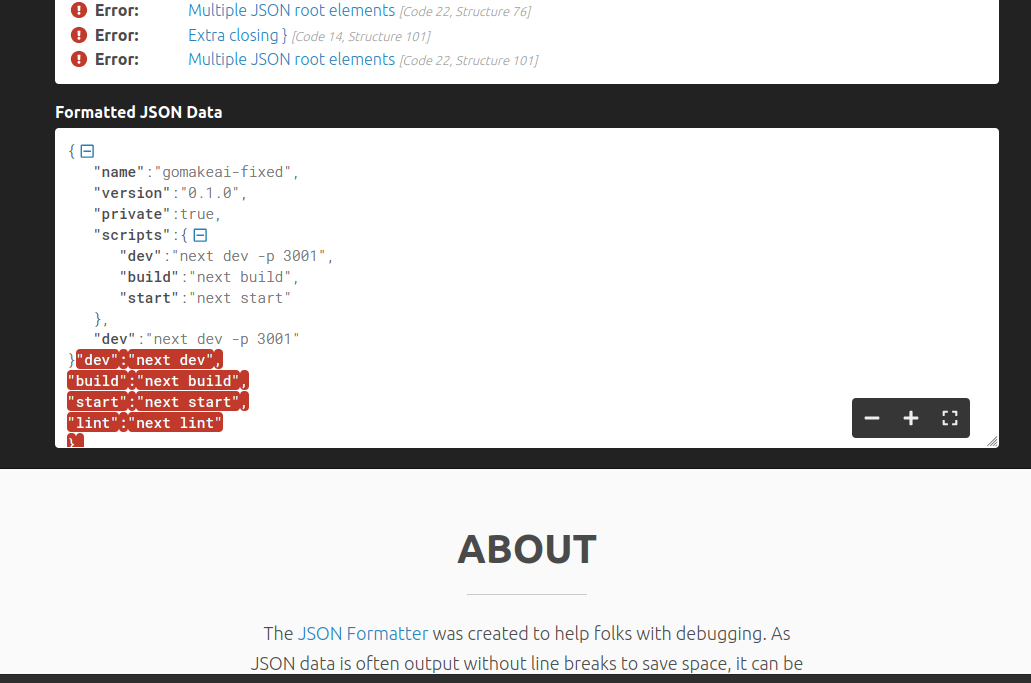 Error: Multiple JSON root elements [Code 22, Structure 76]
Error: Extra closing } [Code 14, Structure 101]
Error: Multiple JSON root elements [Code 22, Structure 101]
Formatted JSON Data
{
"name":"gomakeai-fixed",
"version":"0.1.0",
"private":true,
"scripts":{
"dev":"next dev -p 3001",
"build":"next build",
"start":"next start"
},
"dev":"next dev -p 3001"
}"dev":"next dev",
"build":"next build",
"start":"next start",
"lint":"next lint"
},
ABOUT
The JSON Formatter was created to help folks with debugging. As
JSON data is often output without line breaks to save space, it can be